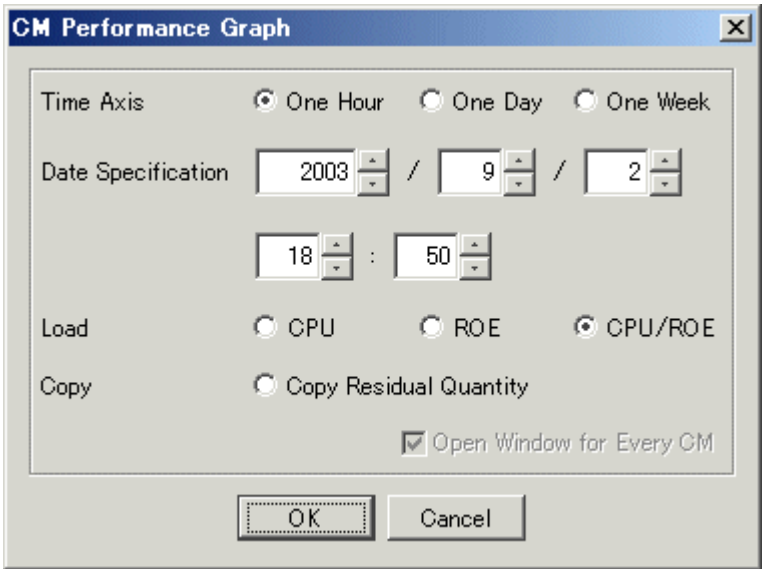 CM Performance Graph
Time Axis One Hour One Day One Week
Date Specification 2003 / 9 / 2
18 : 50
Load CPU ROE CPU/ROE
Copy Copy Residual Quantity
Open Window for Every CM
OK Cancel